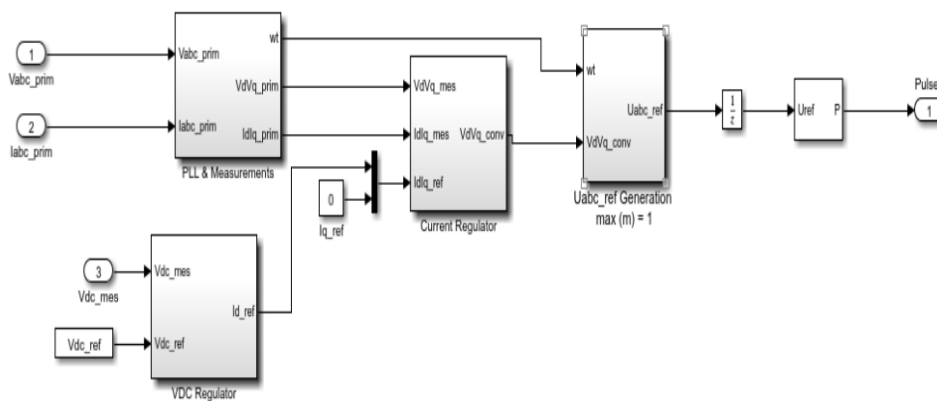 1
Vabc_prim
2
Iabc_prim
Vabc_prim
Iabc_prim
wt
VdVq_prim
IdIq_prim
PLL & Measurements
0
Iq_ref
VdVq_mes
IdIq_mes
IdIq_ref
VdVq_conv
Current Regulator
wt
VdVq_conv
Uabc_ref
Uabc_ref Generation
max (m) = 1
1
z
Uref
P
Pulse
1
3
Vdc_mes
Vdc_ref
Vdc_mes
Vdc_ref
Id_ref
VDC Regulator